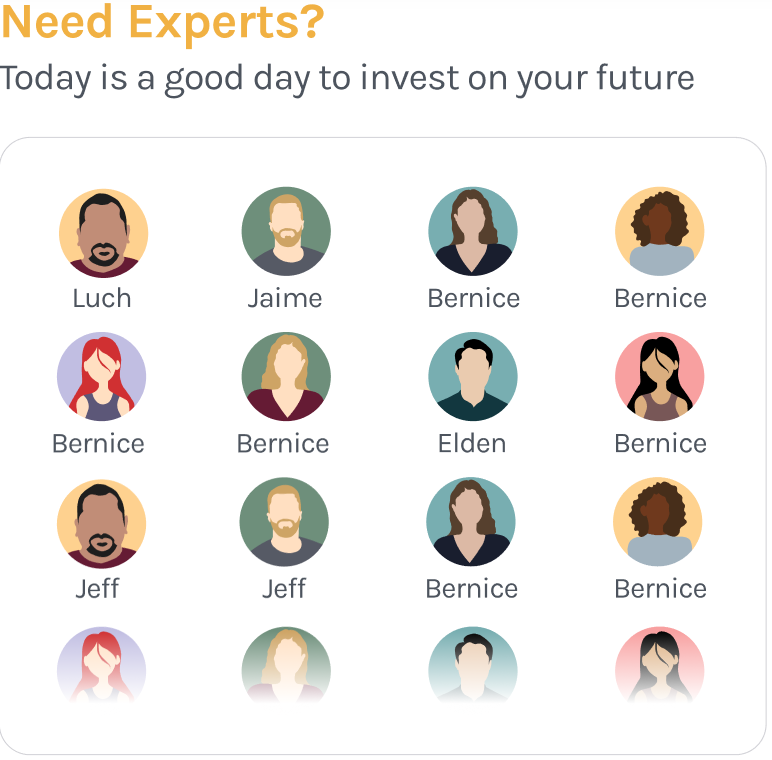 Need Experts?
Today is a good day to invest on your future
Luch Jaime Bernice Bernice
Bernice Bernice Elden Bernice
Jeff Jeff Bernice Bernice